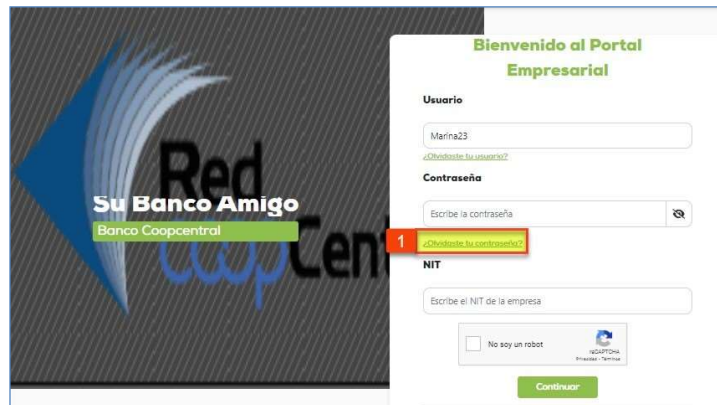 Red
coopCent
Su Banco Amigo
Banco Coopcentral
Bienvenido al Portal
Empresarial
Usuario
Marina23
¿Olvidaste tu usuario?
Contraseña
Escribe la contraseña
1
¿Olvidaste tu contraseña?
NIT
Escribe el NIT de la empresa
No soy un robot
reCAPTCHA
Privacidad - Términos
Continuar